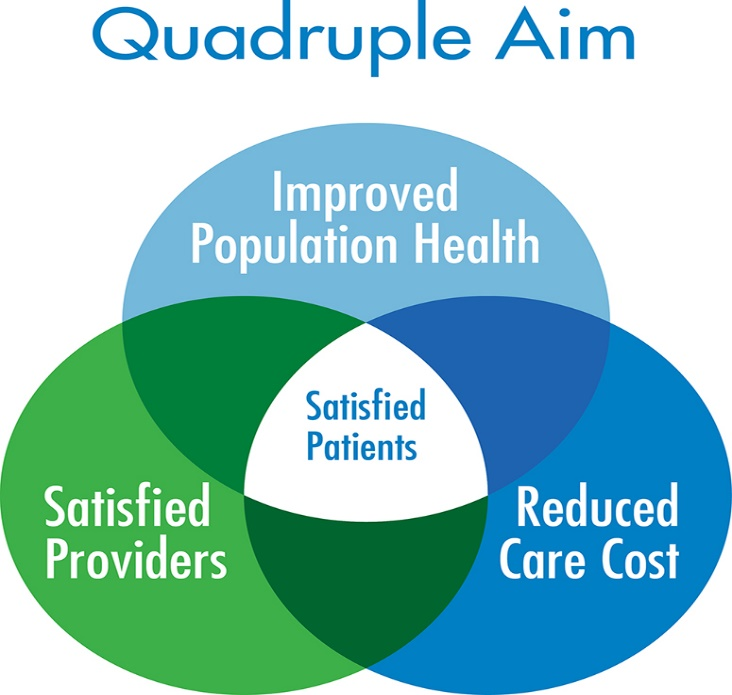 Quadruple Aim
Improved
Population Health
Satisfied
Patients
Satisfied
Providers
Reduced
Care Cost